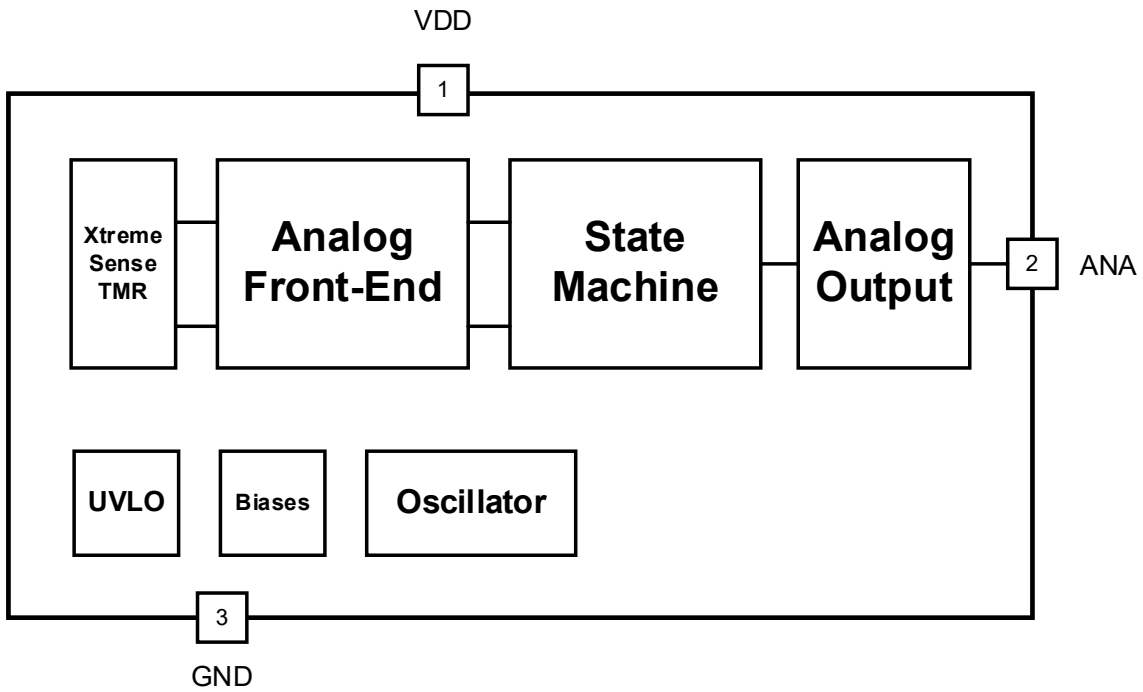 VDD
1
Xtreme
Sense
TMR
Analog
Front-End
State
Machine
Analog
Output
2
ANA
UVLO
Biases
Oscillator
3
GND